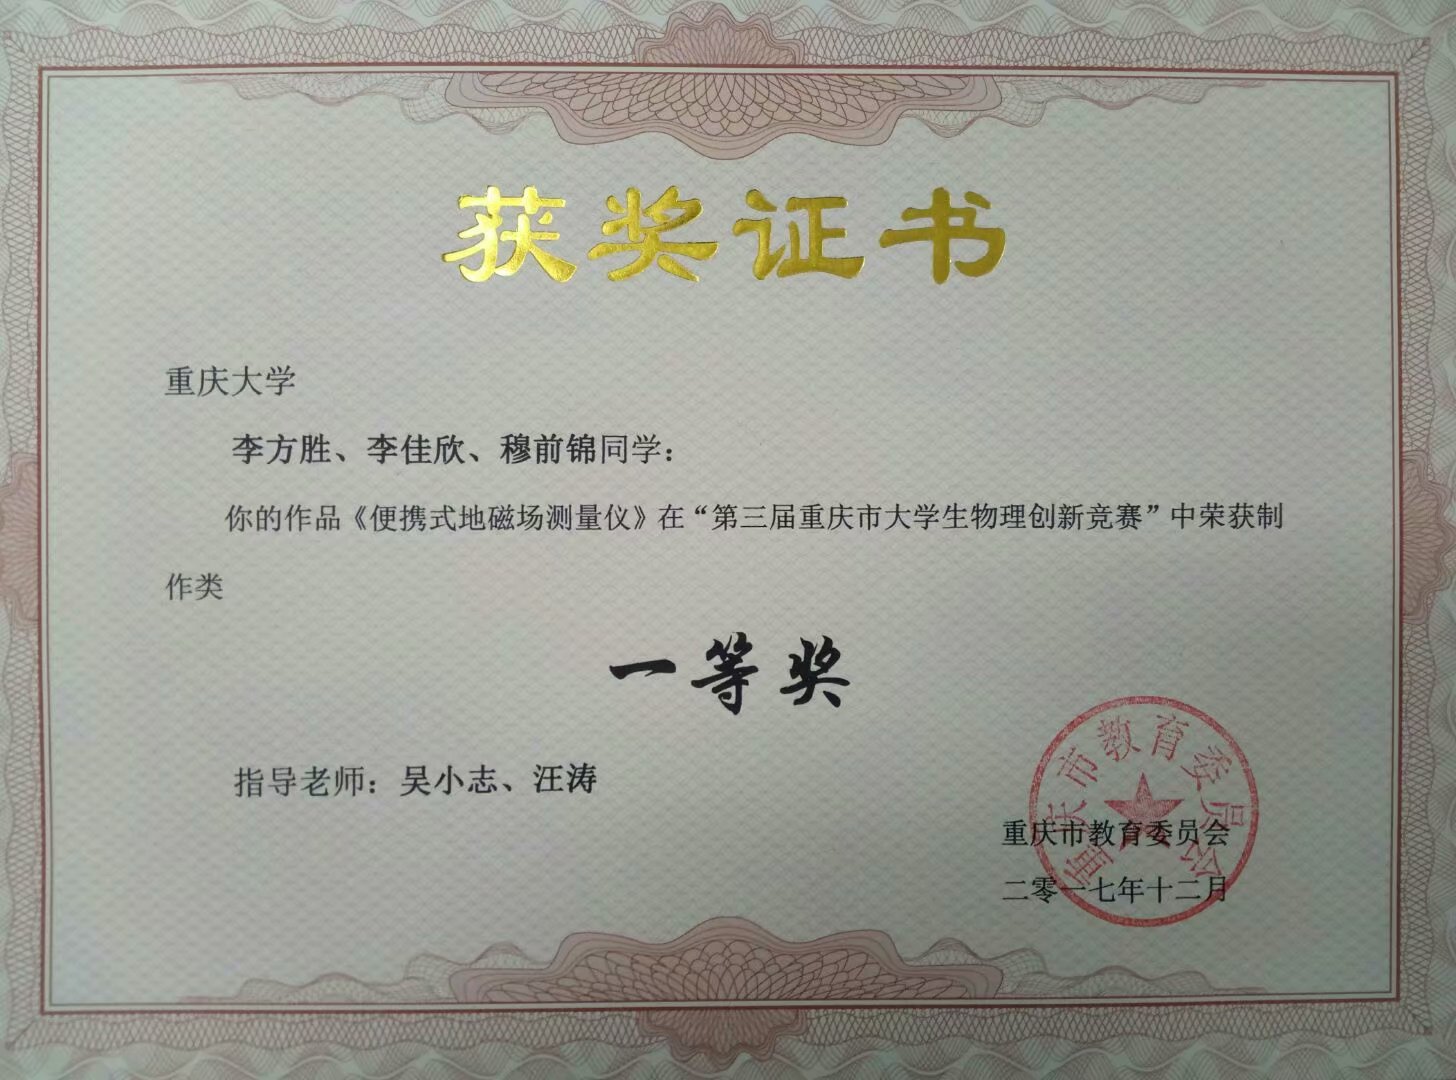 获奖证书
重庆大学
李方胜、李佳欣、穆前锦同学：
你的作品《便携式地磁场测量仪》在“第三届重庆市大学生物理创新竞赛”中荣获制
作类
一等奖
指导老师：吴小志、汪涛
重庆市教育委员会
重庆市教育委员会
二零一七年十二月